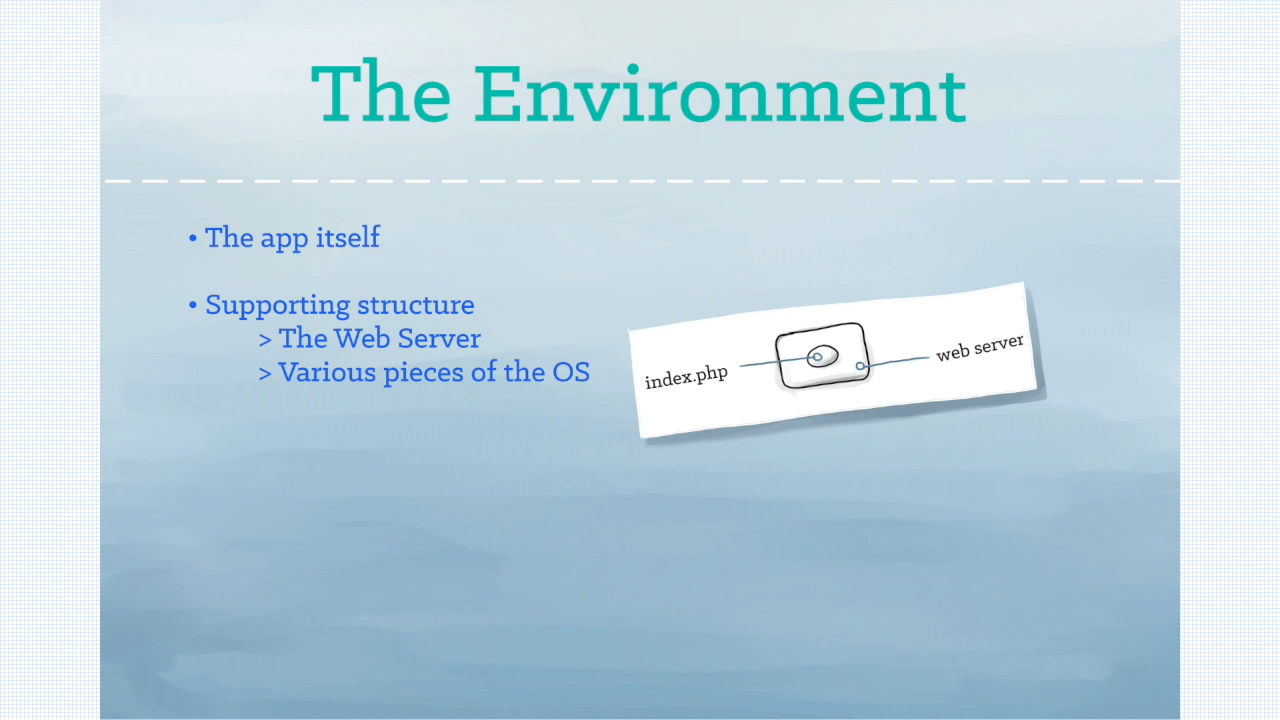 The Environment
• The app itself
• Supporting structure
> The Web Server
> Various pieces of the OS
index.php
web server